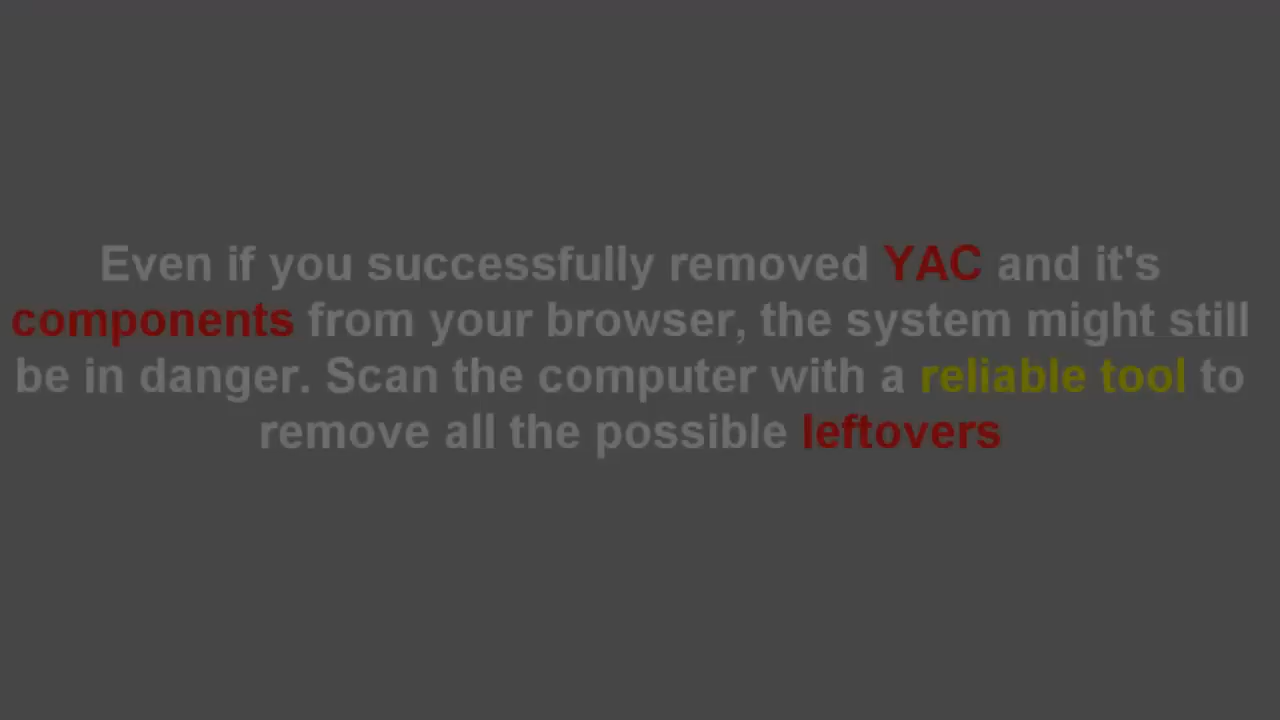 Even if you successfully removed YAC and it's
components from your browser, the system might still
be in danger. Scan the computer with a reliable tool to
remove all the possible leftovers